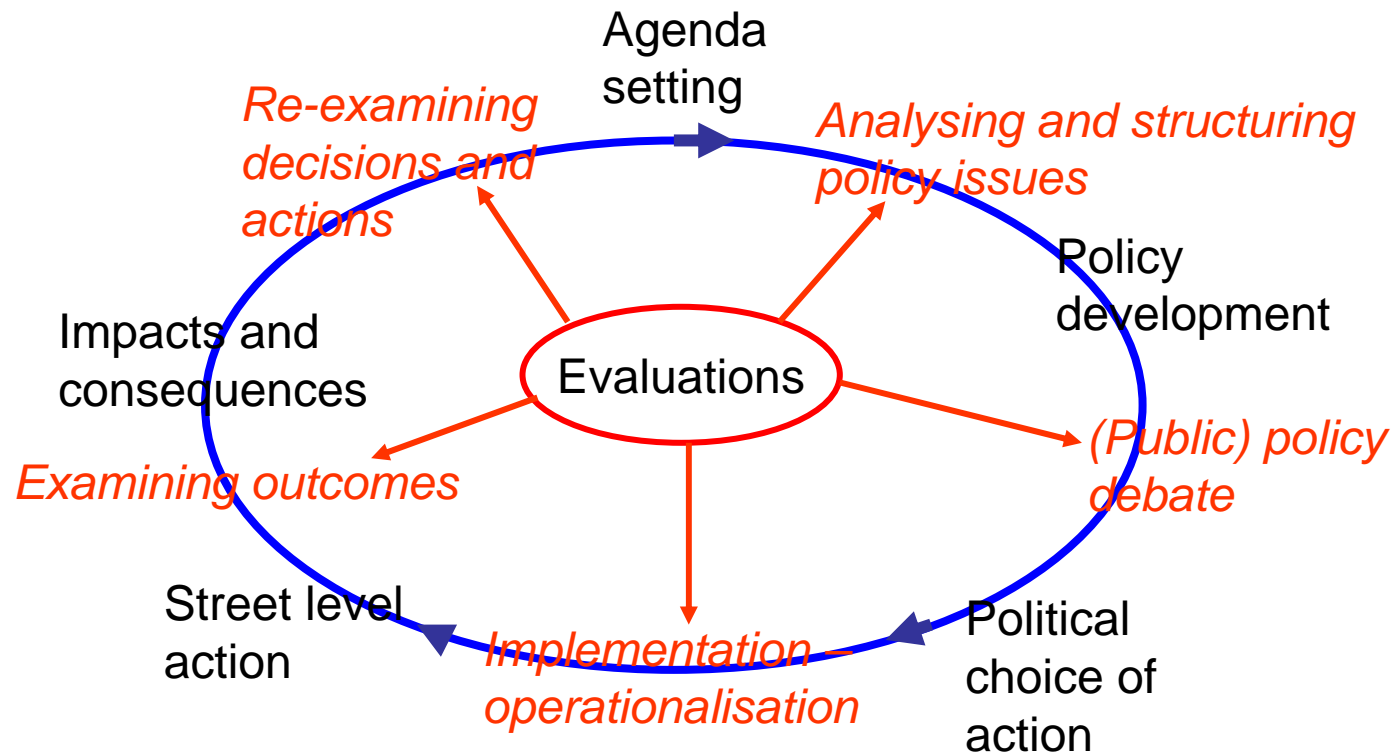 Agenda
setting
Re-examining
decisions and
actions
Analysing and structuring
policy issues
Policy
development
Impacts and
consequences
Evaluations
(Public) policy
debate
Examining outcomes
Street level
action
Implementation –
operationalisation
Political
choice of
action